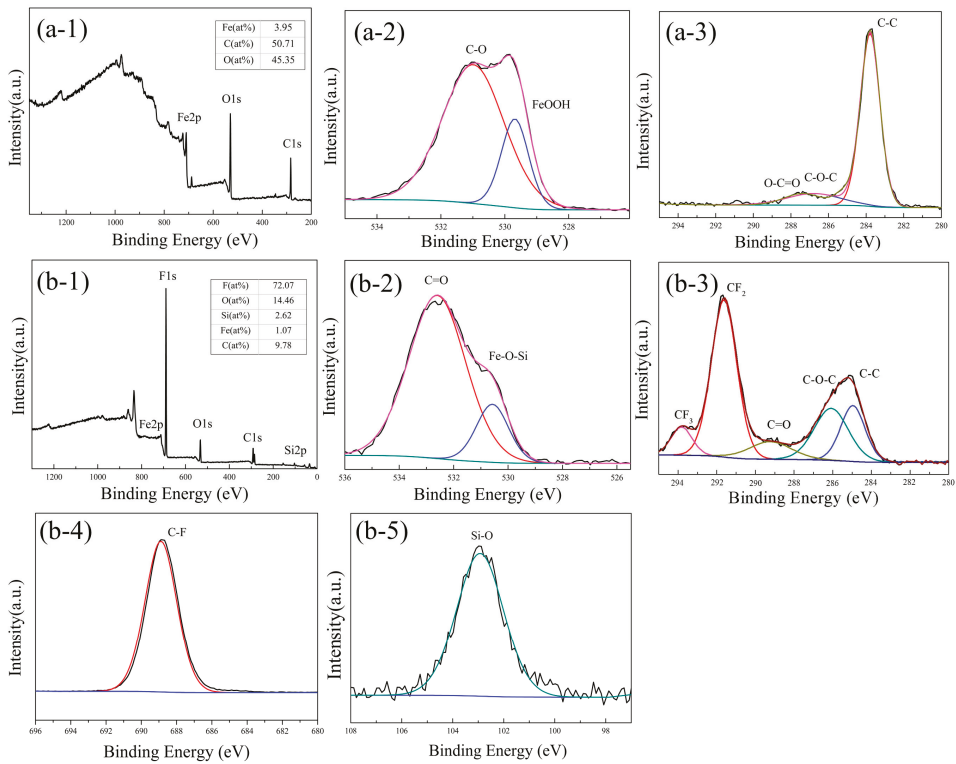 (a-1)
Fe(at%) 3.95
C(at%) 50.71
O(at%) 45.35
Fe2p
O1s
C1s
Intensity(a.u.)
1200 1000 800 600 400 200
Binding Energy (eV)
(a-2)
C-O
FeOOH
Intensity(a.u.)
534 532 530 528
Binding Energy (eV)
(a-3)
C-C
O-C=O
C-O-C
Intensity(a.u.)
294 292 290 288 286 284 282 280
Binding Energy (eV)
(b-1)
F1s
F(at%) 72.07
O(at%) 14.46
Si(at%) 2.62
Fe(at%) 1.07
C(at%) 9.78
Fe2p
O1s
C1s
Si2p
Intensity(a.u.)
1200 1000 800 600 400 200 0
Binding Energy (eV)
(b-2)
C=O
Fe-O-Si
Intensity(a.u.)
536 534 532 530 528 526
Binding Energy (eV)
(b-3)
CF2
CF3
C=O
C-O-C
C-C
Intensity(a.u.)
294 292 290 288 286 284 282 280
Binding Energy (eV)
(b-4)
C-F
Intensity(a.u.)
696 694 692 690 688 686 684 682 680
Binding Energy (eV)
(b-5)
Si-O
Intensity(a.u.)
108 106 104 102 100 98
Binding Energy (eV)